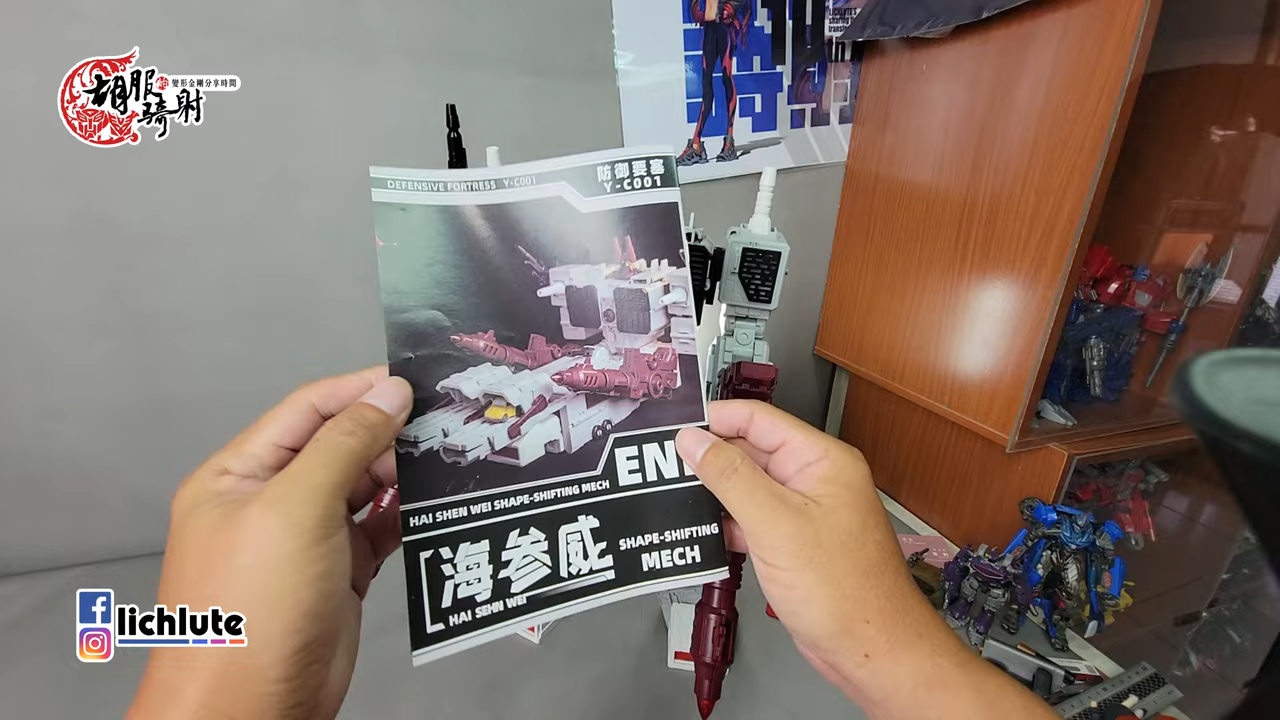 胡服
騎射
變形金剛分享時間
DEFENSIVE FORTRESS Y-C001
防御要塞
Y-C001
HAI SHEN WEI SHAPE-SHIFTING MECH
EN
海参威
HAI SEHN WEI
SHAPE-SHIFTING
MECH
lichlute